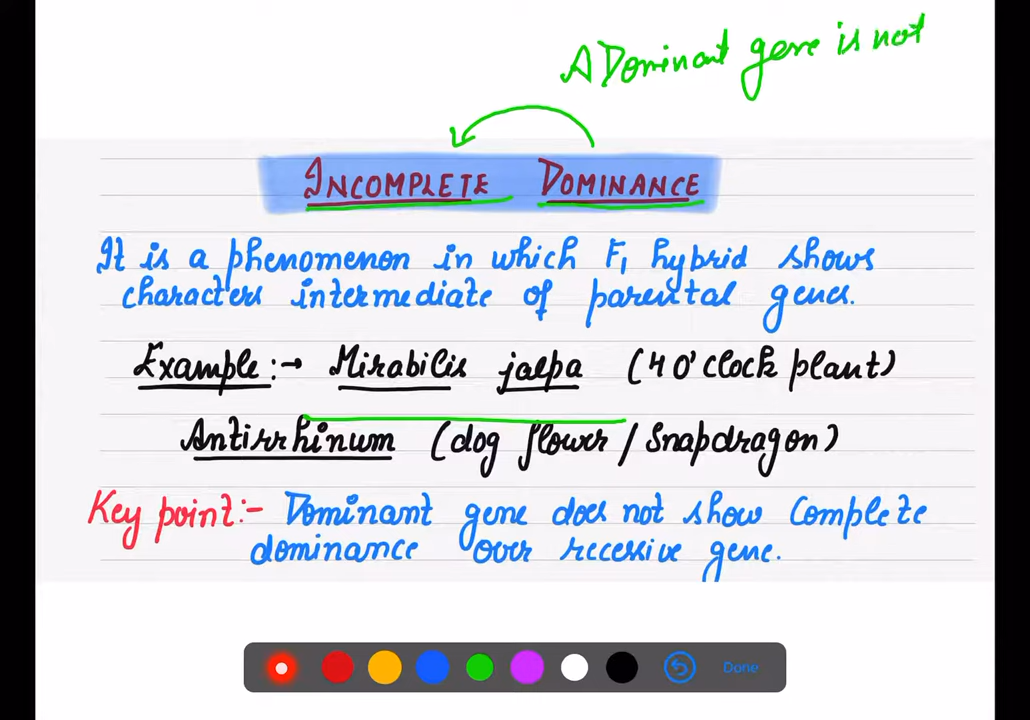 A Dominant gene is not
INCOMPLETE DOMINANCE
It is a phenomenon in which F₁ hybrid shows
characters intermediate of parental genes.
Example:→ Mirabilis jalpa (4 O'clock plant)
Antirrhinum (dog flower / Snapdragon)
Key point:- Dominant gene does not show Complete
dominance over recessive gene.
Done